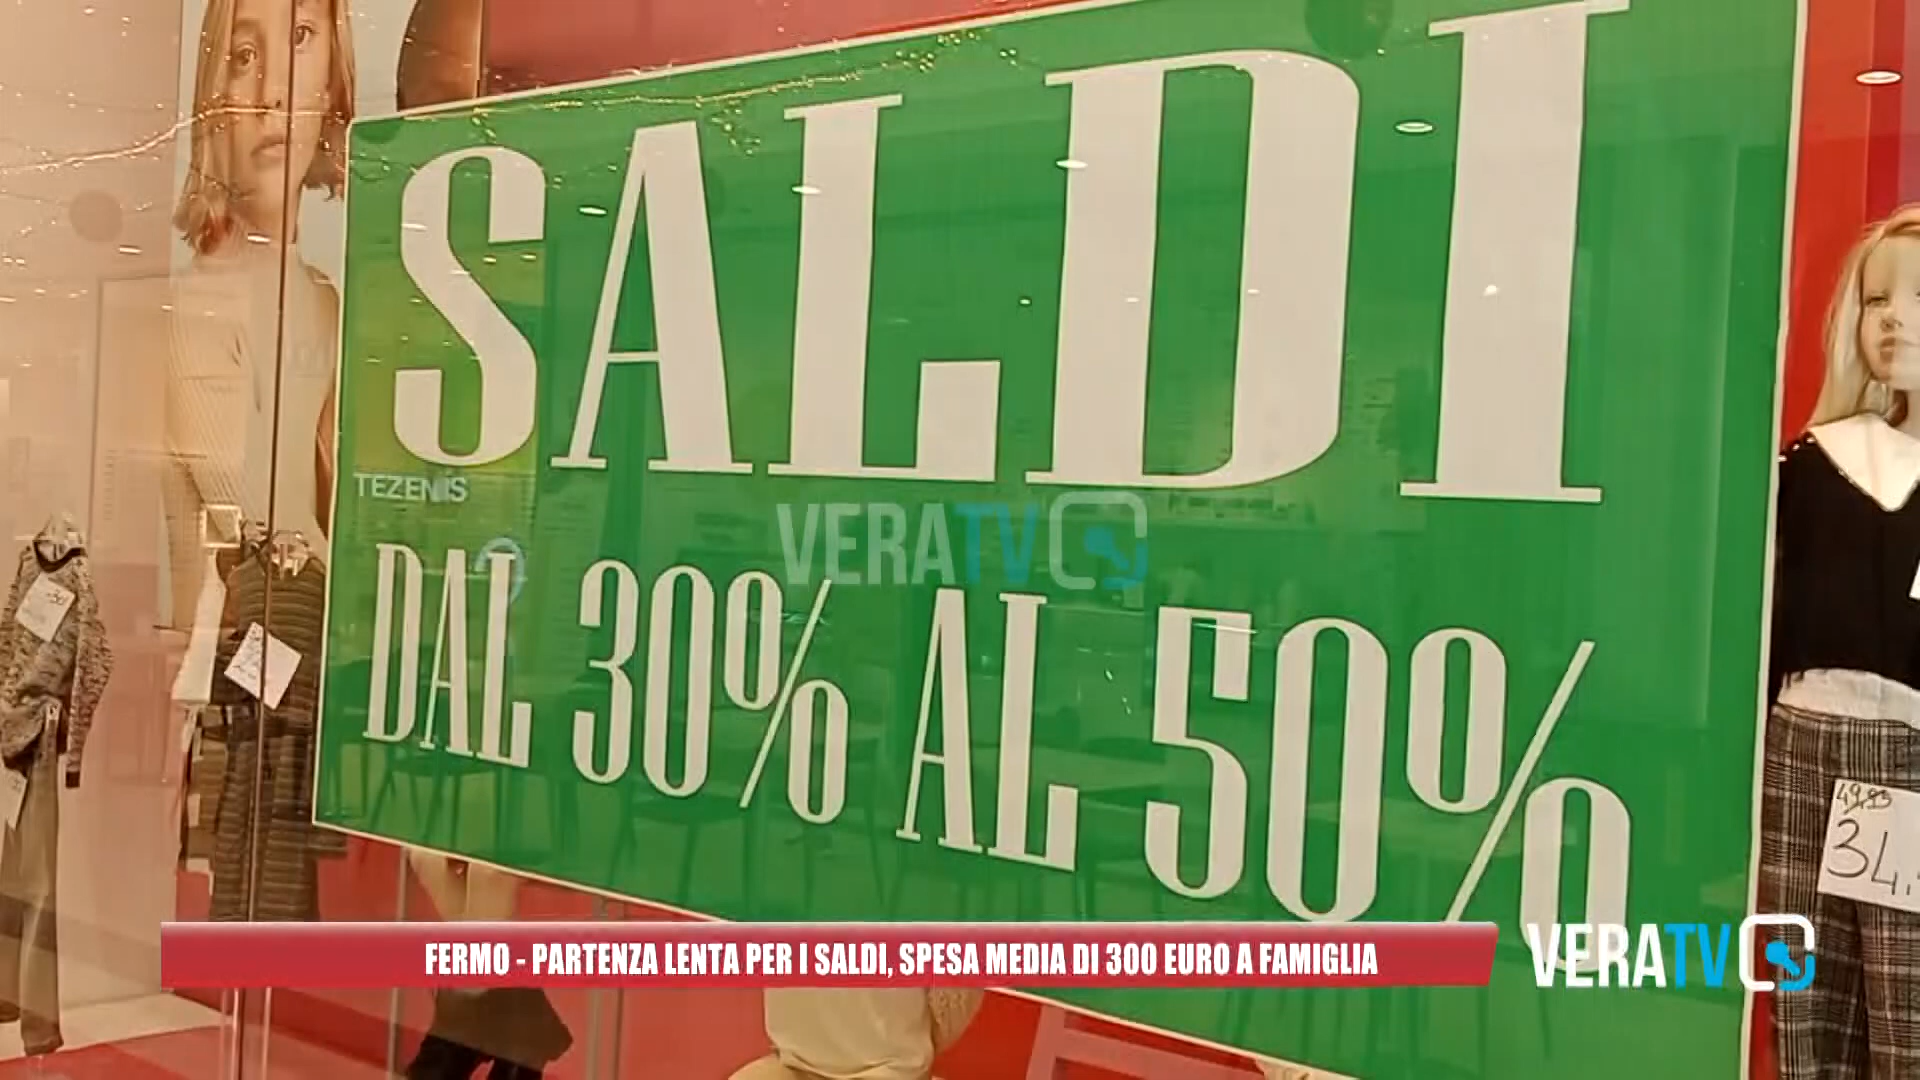 SALDI
TEZENIS
VERATV
DAL 30% AL 50%
49,95
34,
FERMO - PARTENZA LENTA PER I SALDI, SPESA MEDIA DI 300 EURO A FAMIGLIA
VERATV